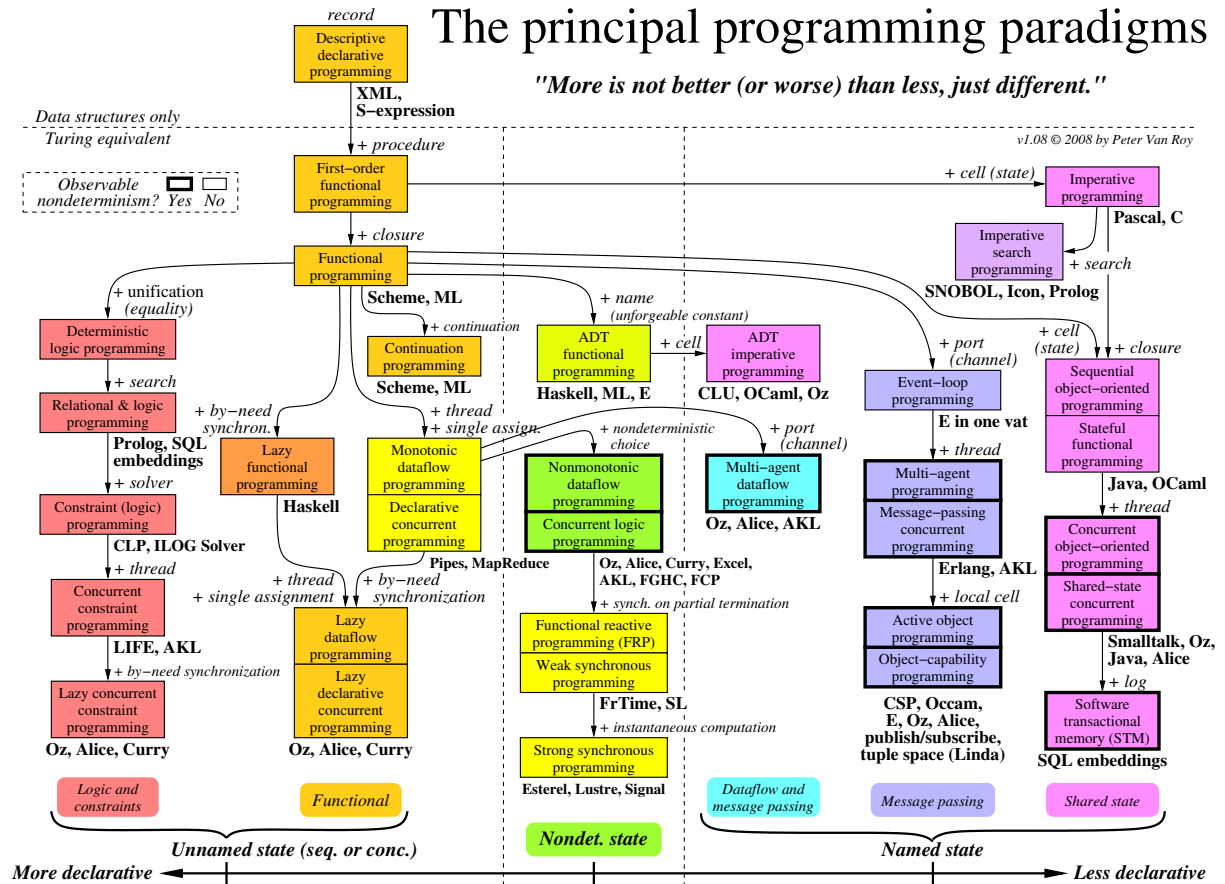 The principal programming paradigms
"More is not better (or worse) than less, just different."
v1.08 © 2008 by Peter Van Roy
record
Descriptive
declarative
programming
XML,
S−expression
Data structures only
Turing equivalent
+ procedure
Observable
nondeterminism? Yes No
First−order
functional
programming
+ cell (state)
Imperative
programming
Pascal, C
+ search
Imperative
search
programming
SNOBOL, Icon, Prolog
+ closure
Functional
programming
+ unification
(equality)
Deterministic
logic programming
+ search
Relational & logic
programming
Prolog, SQL
embeddings
+ solver
Constraint (logic)
programming
CLP, ILOG Solver
+ thread
Concurrent
constraint
programming
LIFE, AKL
+ by−need synchronization
Lazy concurrent
constraint
programming
Oz, Alice, Curry
Scheme, ML
+ continuation
Continuation
programming
Scheme, ML
+ by−need
synchron.
Lazy
functional
programming
Haskell
+ thread
+ single assign.
Monotonic
dataflow
programming
Declarative
concurrent
programming
Pipes, MapReduce
+ thread
+ single assignment
+ by−need
synchronization
Lazy
dataflow
programming
Lazy
declarative
concurrent
programming
Oz, Alice, Curry
+ name
(unforgeable constant)
ADT
functional
programming
Haskell, ML, E
+ cell
ADT
imperative
programming
CLU, OCaml, Oz
+ nondeterministic
choice
Nonmonotonic
dataflow
programming
Concurrent logic
programming
Oz, Alice, Curry, Excel,
AKL, FGHC, FCP
+ synch. on partial termination
Functional reactive
programming (FRP)
Weak synchronous
programming
FrTime, SL
+ instantaneous computation
Strong synchronous
programming
Esterel, Lustre, Signal
+ port
(channel)
Multi−agent
dataflow
programming
Oz, Alice, AKL
+ port
(channel)
Event−loop
programming
E in one vat
+ thread
Multi−agent
programming
Message−passing
concurrent
programming
Erlang, AKL
+ local cell
Active object
programming
Object−capability
programming
CSP, Occam,
E, Oz, Alice,
publish/subscribe,
tuple space (Linda)
+ cell
(state)
+ closure
Sequential
object−oriented
programming
Stateful
functional
programming
Java, OCaml
+ thread
Concurrent
object−oriented
programming
Shared−state
concurrent
programming
Smalltalk, Oz,
Java, Alice
+ log
Software
transactional
memory (STM)
SQL embeddings
Logic and
constraints
Functional
Dataflow and
message passing
Message passing
Shared state
Unnamed state (seq. or conc.)
Nondet. state
Named state
More declarative
Less declarative